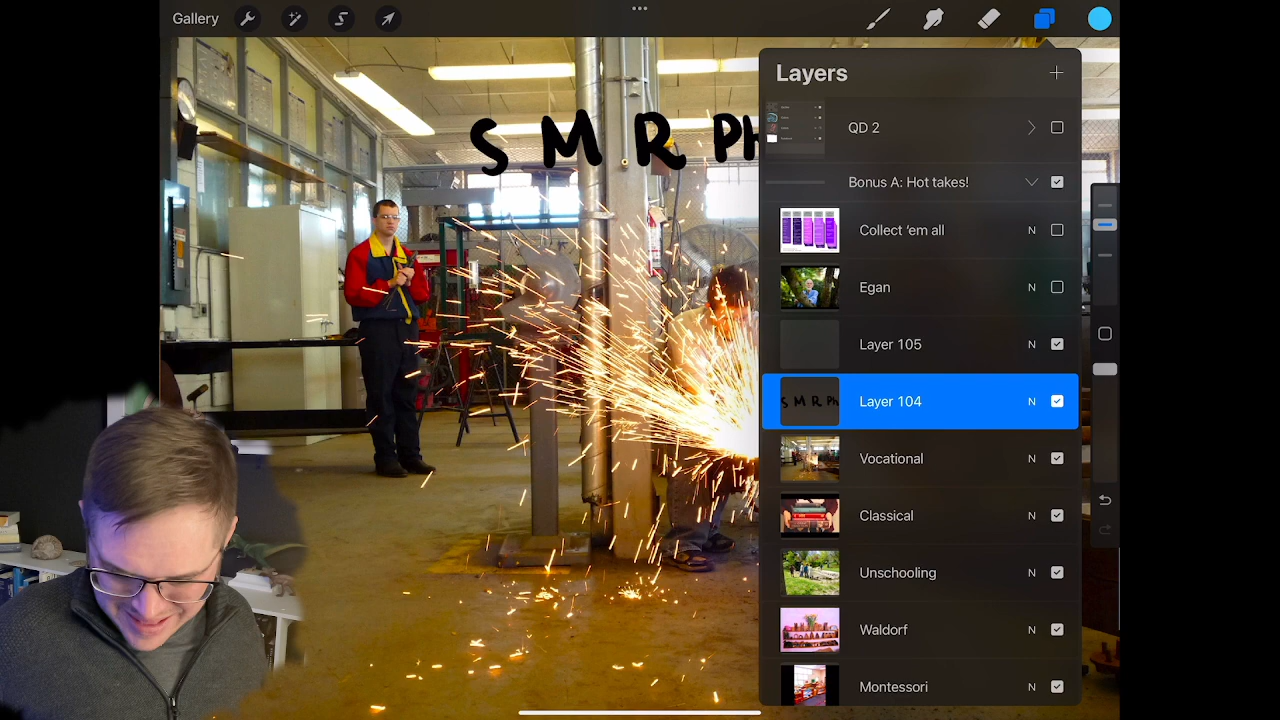 Gallery
Layers
S M R Ph
QD 2
Bonus A: Hot takes!
Collect ‘em all N
Egan N
Layer 105 N
S M R Ph Layer 104 N
Vocational N
Classical N
Unschooling N
Waldorf N
Montessori N